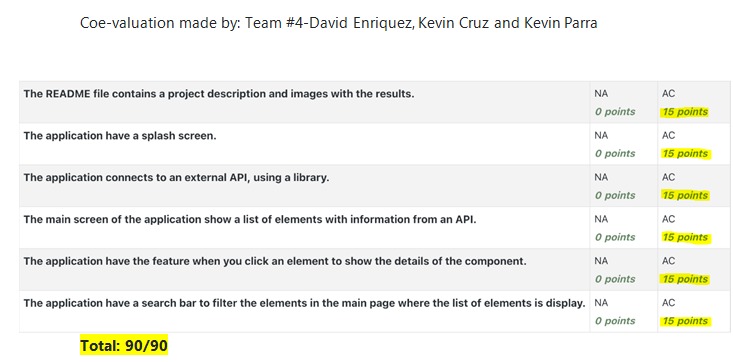 Coe-valuation made by: Team #4-David Enriquez, Kevin Cruz and Kevin Parra
The README file contains a project description and images with the results. NA AC
0 points 15 points
The application have a splash screen. NA AC
0 points 15 points
The application connects to an external API, using a library. NA AC
0 points 15 points
The main screen of the application show a list of elements with information from an API. NA AC
0 points 15 points
The application have the feature when you click an element to show the details of the component. NA AC
0 points 15 points
The application have a search bar to filter the elements in the main page where the list of elements is display. NA AC
0 points 15 points
Total: 90/90